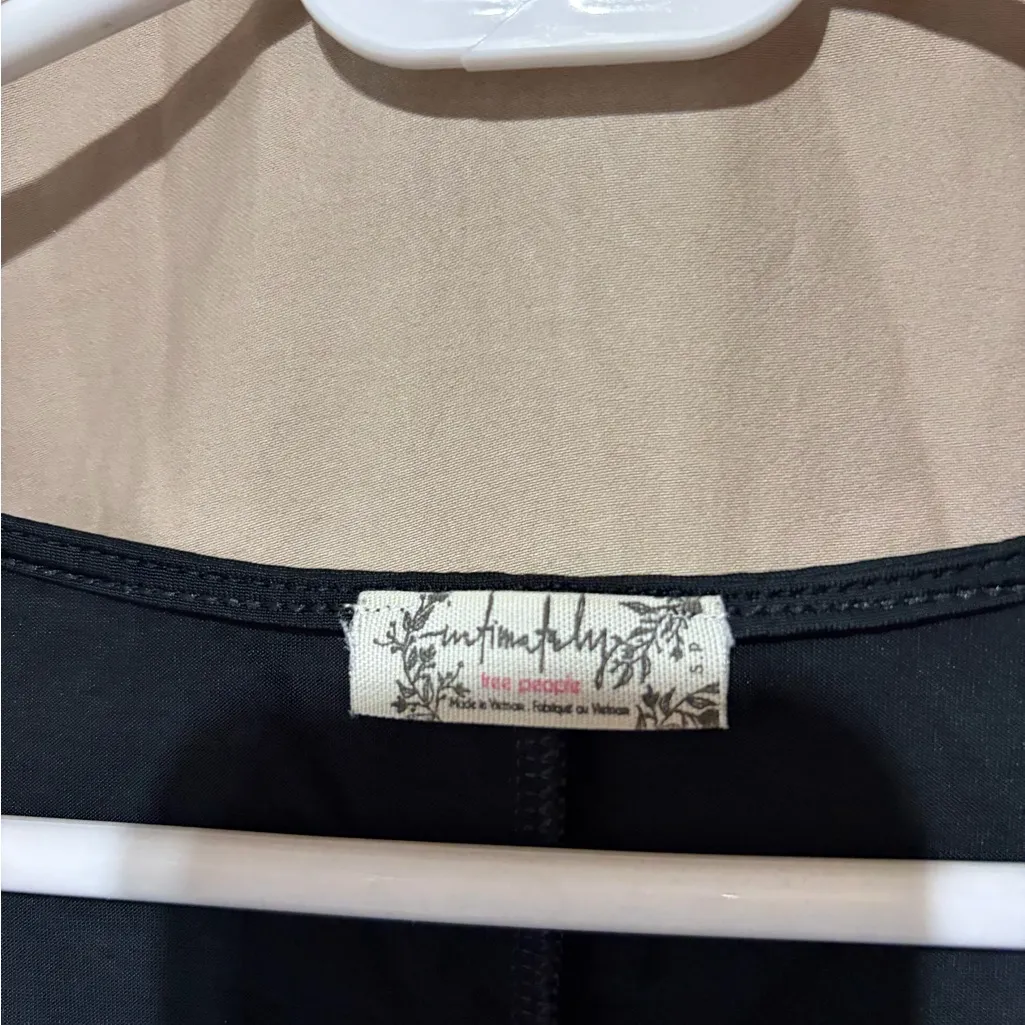 intimately
free people
Made in Vietnam . Fabriqué au Vietnam
S.P